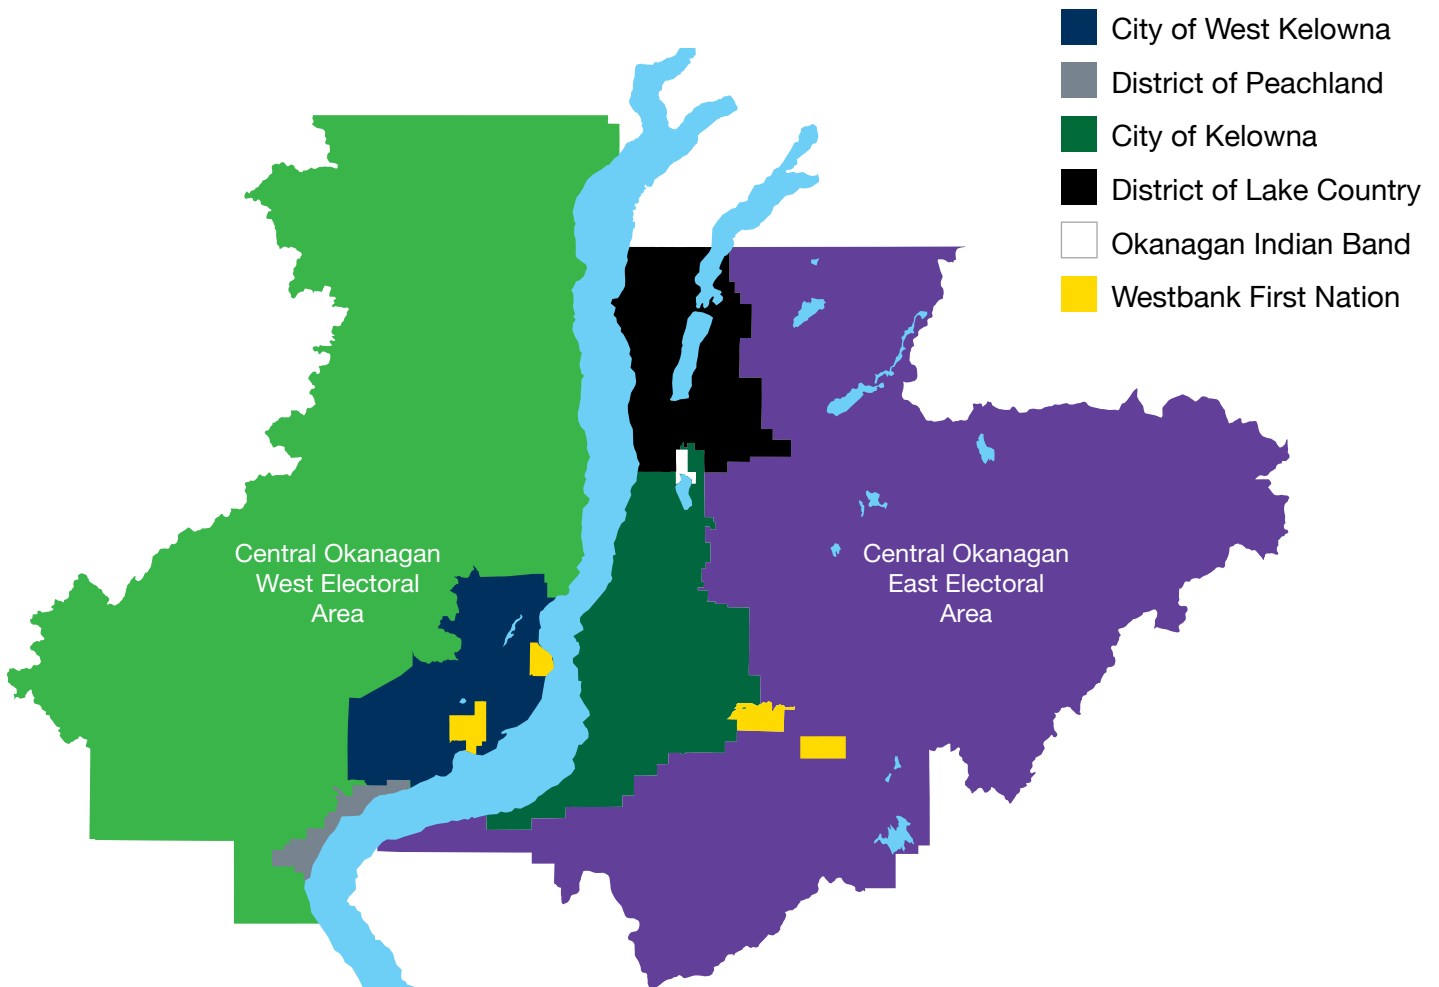 City of West Kelowna
District of Peachland
City of Kelowna
District of Lake Country
Okanagan Indian Band
Westbank First Nation
Central Okanagan
West Electoral
Area
Central Okanagan
East Electoral
Area